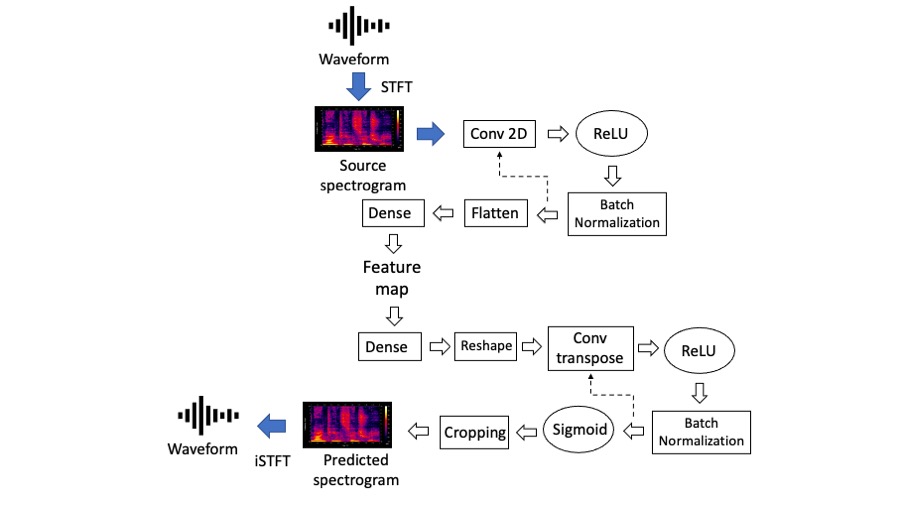 Waveform
STFT
Source
spectrogram
Conv 2D
ReLU
Batch
Normalization
Flatten
Dense
Feature
map
Dense
Reshape
Conv
transpose
ReLU
Batch
Normalization
Sigmoid
Cropping
Predicted
spectrogram
iSTFT
Waveform